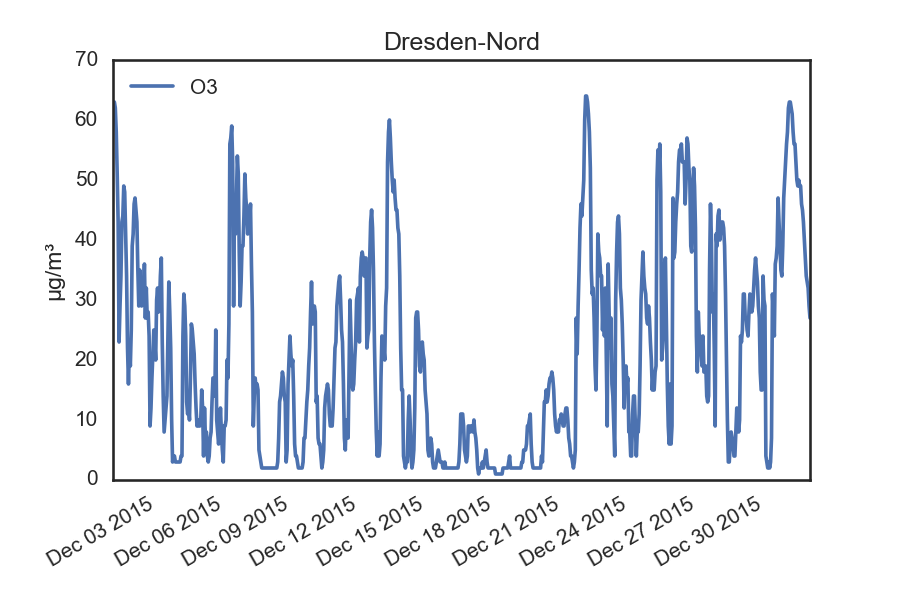 Dresden-Nord
70
60
50
40
30
20
10
0
µg/m³
O3
Dec 03 2015
Dec 06 2015
Dec 09 2015
Dec 12 2015
Dec 15 2015
Dec 18 2015
Dec 21 2015
Dec 24 2015
Dec 27 2015
Dec 30 2015